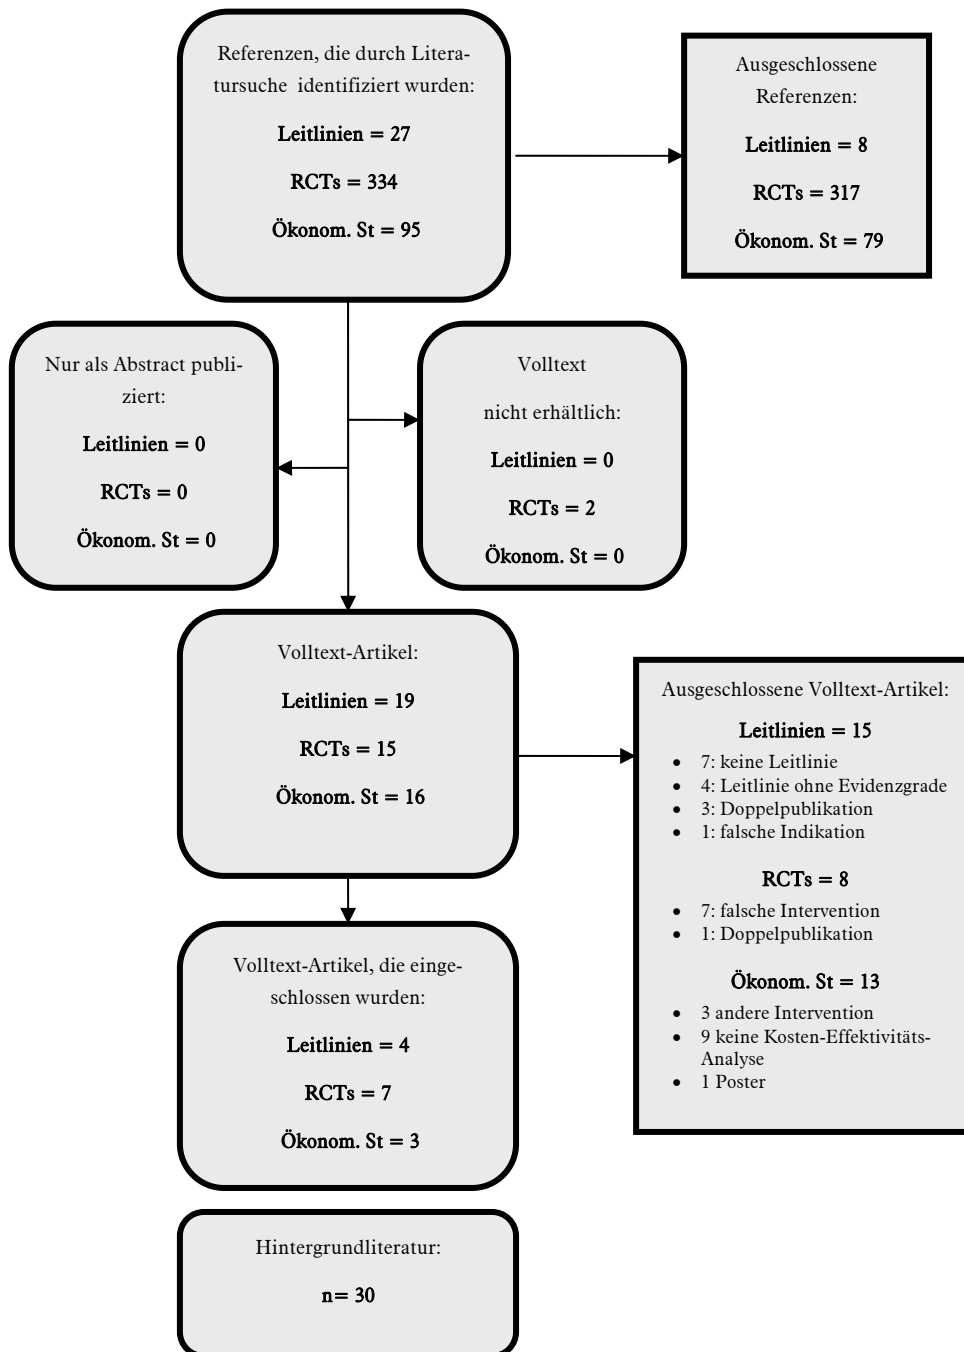 Referenzen, die durch Litera-
tursuche identifiziert wurden:
Leitlinien = 27
RCTs = 334
Ökonom. St = 95
Ausgeschlossene
Referenzen:
Leitlinien = 8
RCTs = 317
Ökonom. St = 79
Nur als Abstract publi-
ziert:
Leitlinien = 0
RCTs = 0
Ökonom. St = 0
Volltext
nicht erhältlich:
Leitlinien = 0
RCTs = 2
Ökonom. St = 0
Volltext-Artikel:
Leitlinien = 19
RCTs = 15
Ökonom. St = 16
Ausgeschlossene Volltext-Artikel:
Leitlinien = 15
• 7: keine Leitlinie
• 4: Leitlinie ohne Evidenzgrade
• 3: Doppelpublikation
• 1: falsche Indikation
RCTs = 8
• 7: falsche Intervention
• 1: Doppelpublikation
Ökonom. St = 13
• 3 andere Intervention
• 9 keine Kosten-Effektivitäts-
Analyse
• 1 Poster
Volltext-Artikel, die einge-
schlossen wurden:
Leitlinien = 4
RCTs = 7
Ökonom. St = 3
Hintergrundliteratur:
n= 30